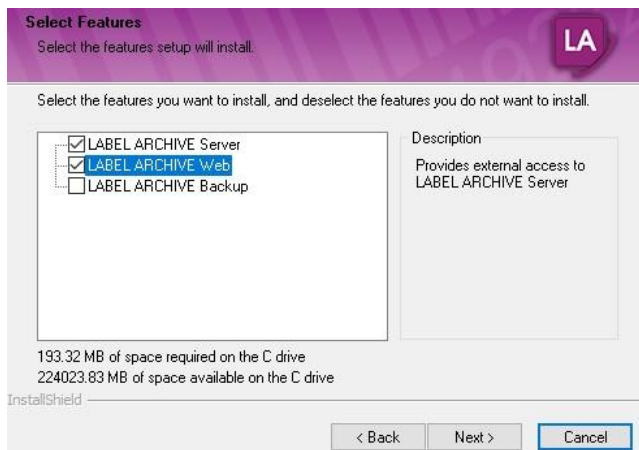 Select Features
Select the features setup will install.
LA
Select the features you want to install, and deselect the features you do not want to install.
LABEL ARCHIVE Server
LABEL ARCHIVE Web
LABEL ARCHIVE Backup
Description
Provides external access to
LABEL ARCHIVE Server
193.32 MB of space required on the C drive
224023.83 MB of space available on the C drive
InstallShield
< Back
Next >
Cancel